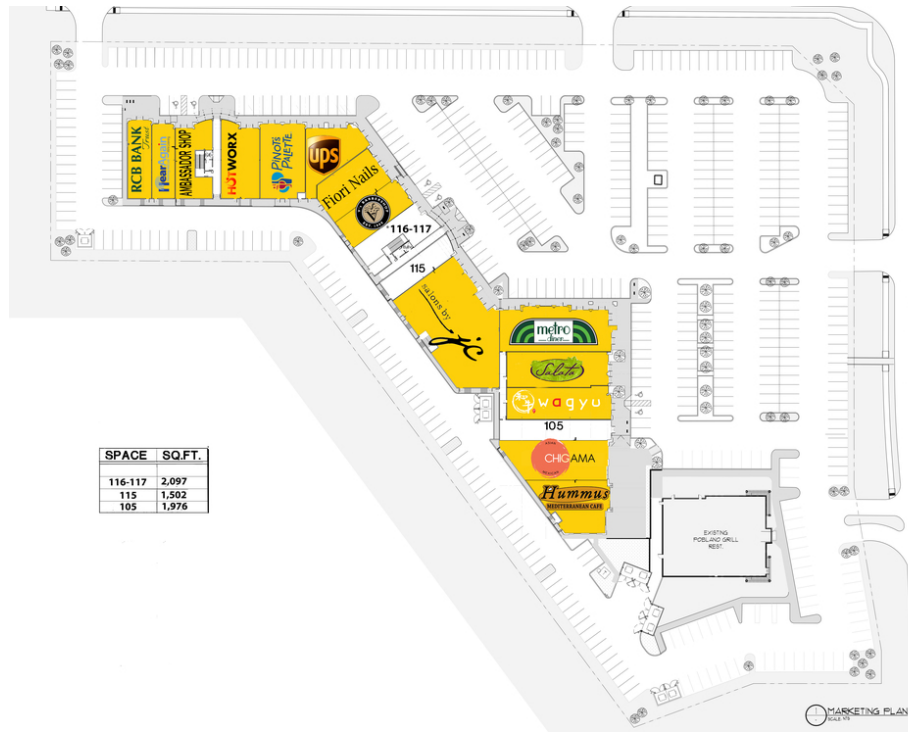 RCB BANK
Trust
HearAgain
AMBASSADOR SHOP
HOTWORX
PINOT'S
PALETTE
ups
Fiori Nails
116-117
115
salons by
jc
metro
diner
Salata
wagyu
105
CHICAMA
Hummus
MEDITERRANEAN CAFE
EXISTING
POBLANO GRILL
REST.
SPACE SQ.FT.
116-117 2,097
115 1,502
105 1,976
MARKETING PLAN
SCALE: NTS